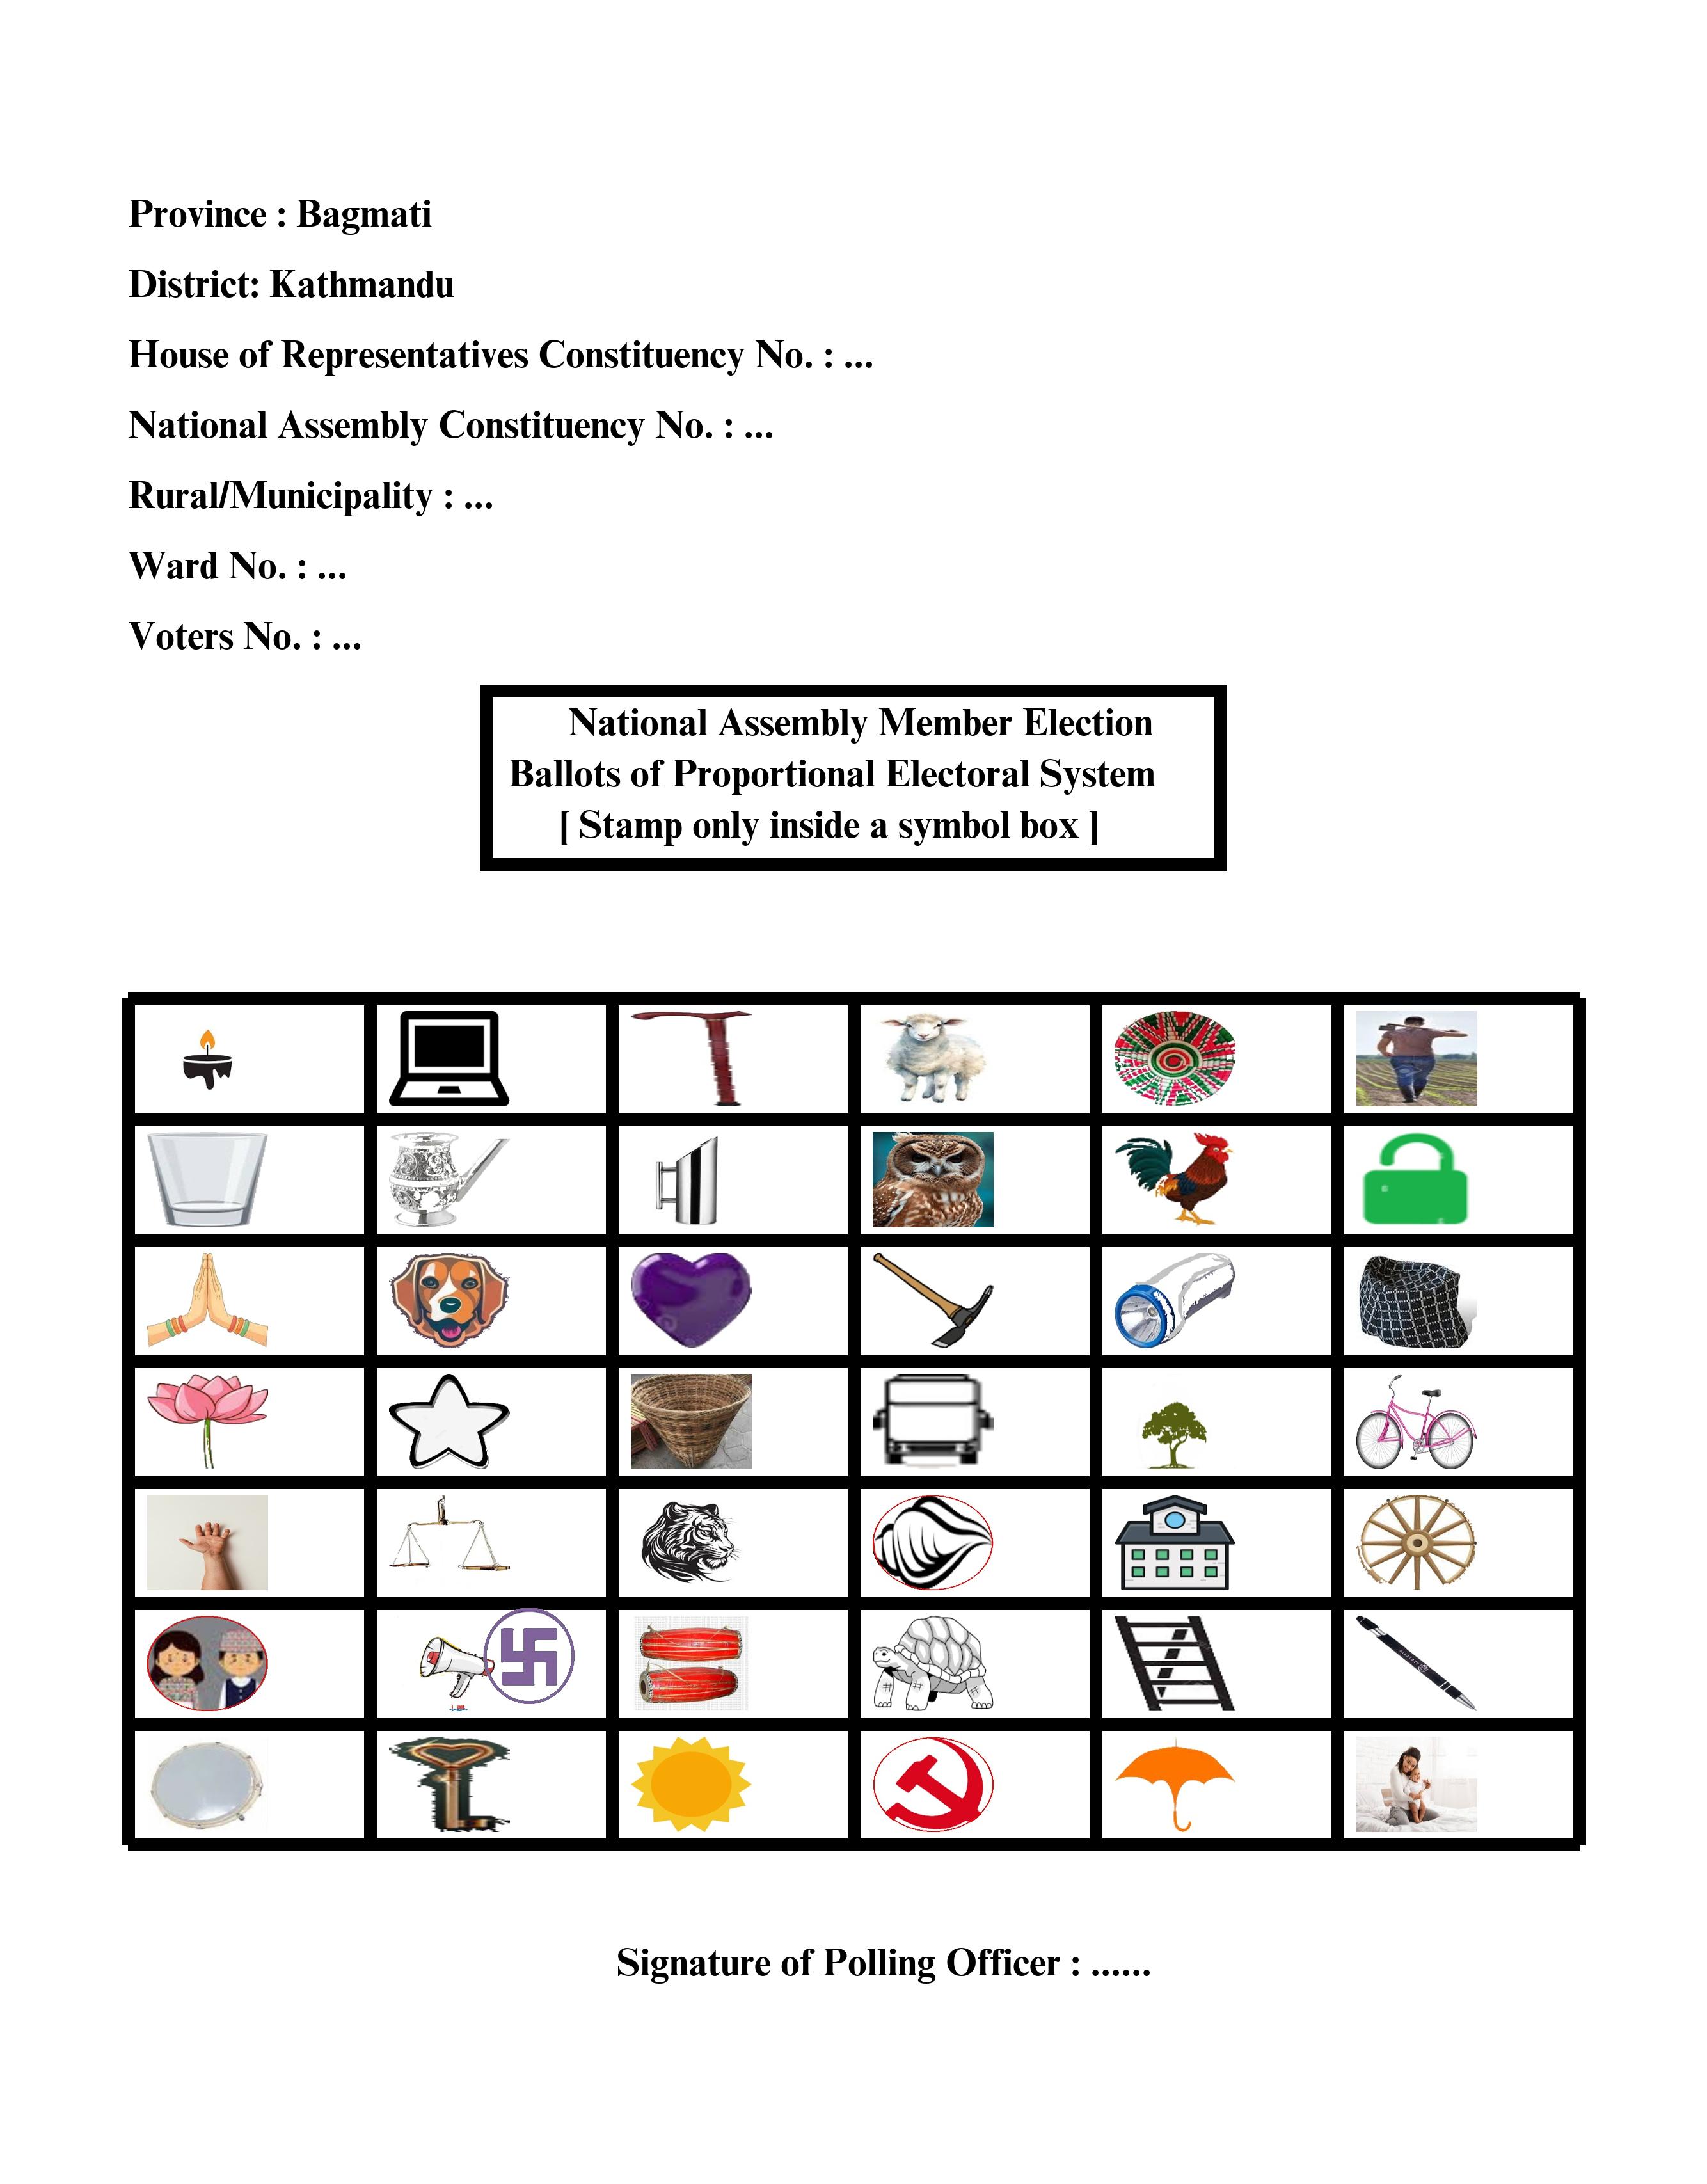 Province : Bagmati
District: Kathmandu
House of Representatives Constituency No. : ...
National Assembly Constituency No. : ...
Rural/Municipality : ...
Ward No. : ...
Voters No. : ...
National Assembly Member Election
Ballots of Proportional Electoral System
[ Stamp only inside a symbol box ]
Signature of Polling Officer : ......